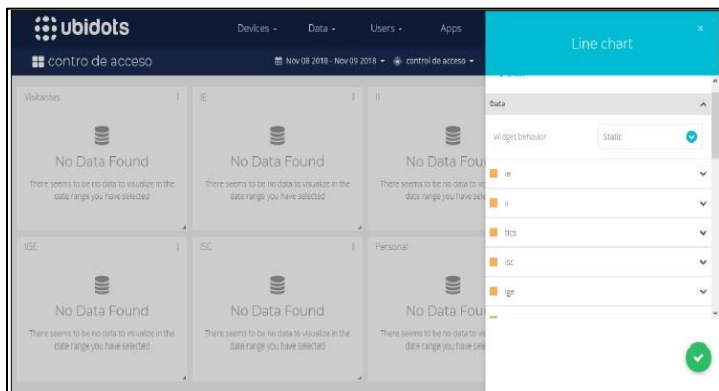 ubidots
Devices
Data
Users
Apps
contro de acceso
Nov 08 2018 - Nov 09 2018
control de acceso
Visitantes
IE
II
No Data Found
There seems to be no data to visualize in the
date range you have selected
No Data Found
There seems to be no data to visualize in the
date range you have selected
No Data Fou
There seems to be no data to vis
date range you have sele
IGE
ISC
Personal
No Data Found
There seems to be no data to visualize in the
date range you have selected
No Data Found
There seems to be no data to visualize in the
date range you have selected
No Data Fou
There seems to be no data to vis
date range you have sele
Line chart
Data
Widget behavior
Static
ie
ii
tics
isc
ige